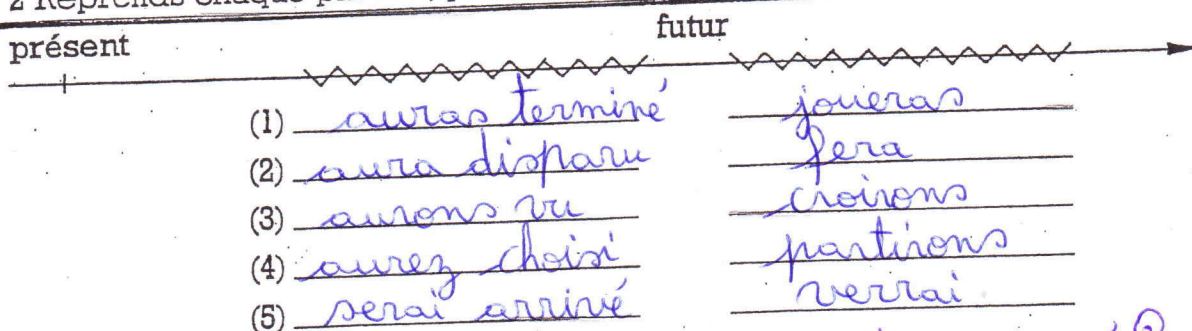 2 Reprends chaque
présent futur
(1) auras terminé joueras
(2) aura disparu fera
(3) aurons vu croirons
(4) aurez choisi partirons
(5) serai arrivé verrai